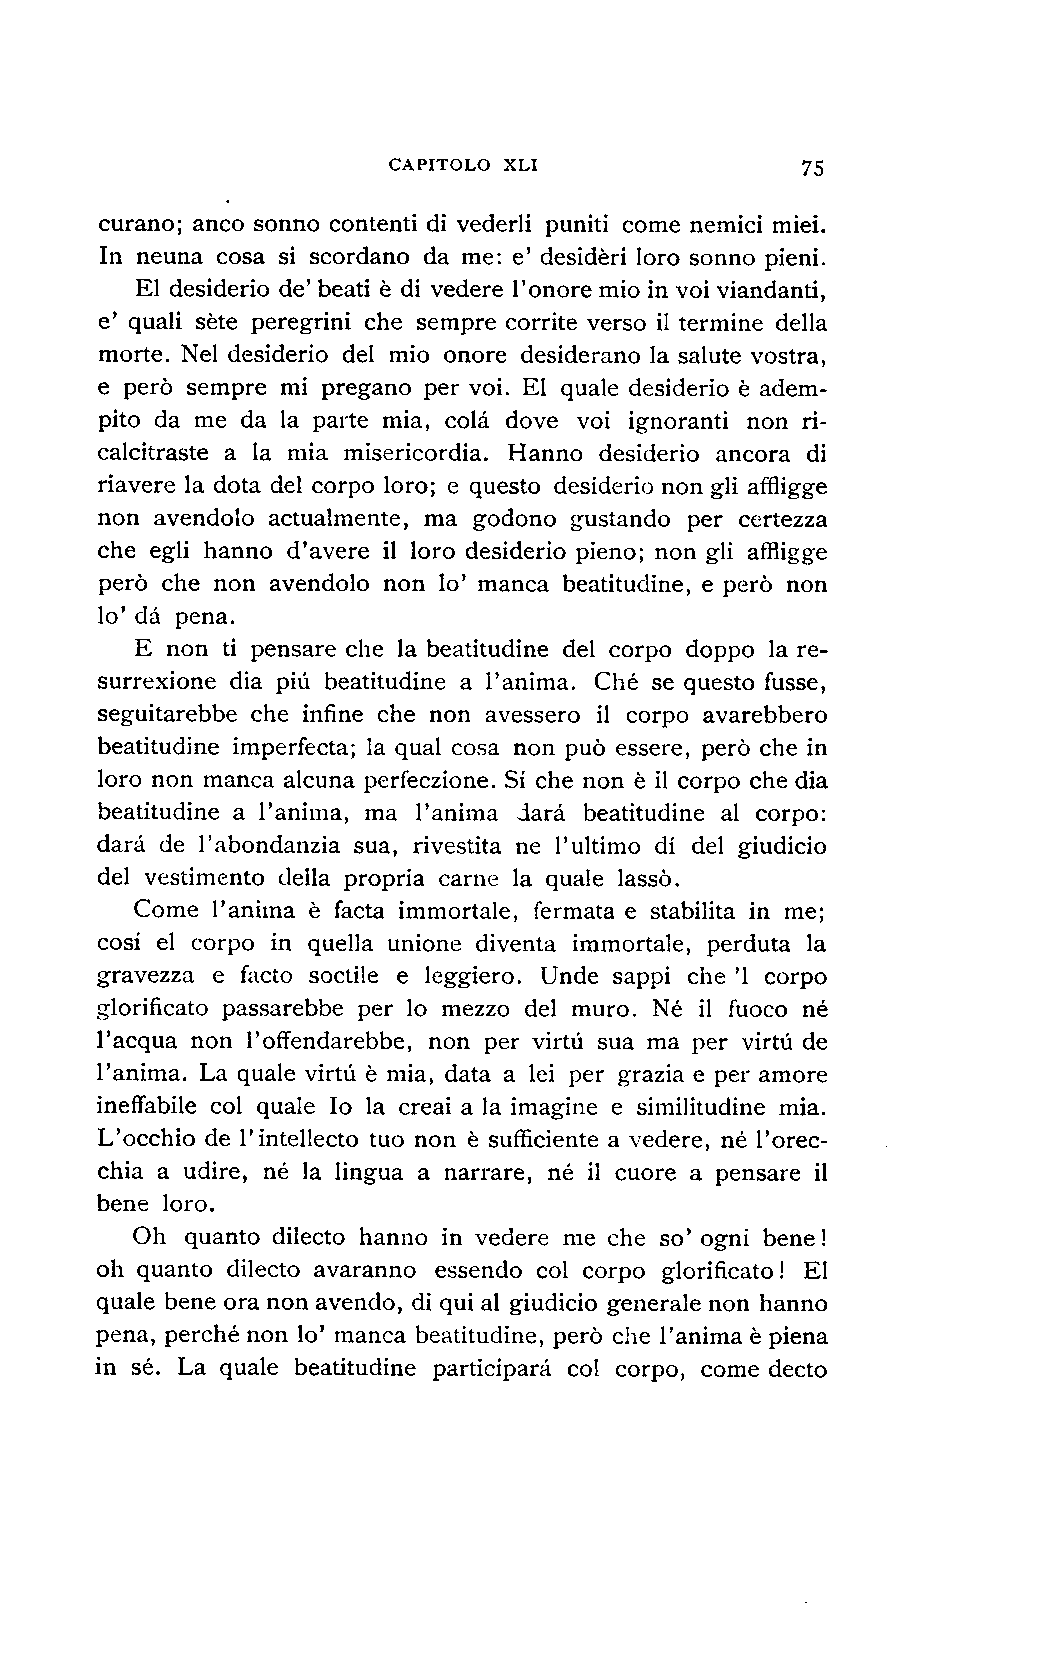 CAPITOLO XLI 75
curano; anco sonno contenti di vederli puniti come nemici miei.
In neuna cosa si scordano da me: e' desidèri loro sonno pieni.
El desiderio de' beati è di vedere l'onore mio in voi viandanti,
e' quali sète peregrini che sempre corrite verso il termine della
morte. Nel desiderio del mio onore desiderano la salute vostra,
e però sempre mi pregano per voi. El quale desiderio è adem-
pito da me da la parte mia, colá dove voi ignoranti non ri-
calcitraste a la mia misericordia. Hanno desiderio ancora di
riavere la dota del corpo loro; e questo desiderio non gli affligge
non avendolo actualmente, ma godono gustando per certezza
che egli hanno d'avere il loro desiderio pieno; non gli affligge
però che non avendolo non lo' manca beatitudine, e però non
lo' dá pena.
E non ti pensare che la beatitudine del corpo doppo la re-
surrexione dia piú beatitudine a l'anima. Ché se questo fusse,
seguitarebbe che infine che non avessero il corpo avarebbero
beatitudine imperfecta; la qual cosa non può essere, però che in
loro non manca alcuna perfeczione. Sí che non è il corpo che dia
beatitudine a l'anima, ma l'anima dará beatitudine al corpo:
dará de l'abondanzia sua, rivestita ne l'ultimo dí del giudicio
del vestimento della propria carne la quale lassò.
Come l'anima è facta immortale, fermata e stabilita in me;
cosí el corpo in quella unione diventa immortale, perduta la
gravezza e facto soctile e leggiero. Unde sappi che 'l corpo
glorificato passarebbe per lo mezzo del muro. Né il fuoco né
l'acqua non l'offendarebbe, non per virtú sua ma per virtú de
l'anima. La quale virtú è mia, data a lei per grazia e per amore
ineffabile col quale Io la creai a la imagine e similitudine mia.
L'occhio de l'intellecto tuo non è sufficiente a vedere, né l'orec-
chia a udire, né la lingua a narrare, né il cuore a pensare il
bene loro.
Oh quanto dilecto hanno in vedere me che so' ogni bene!
oh quanto dilecto avaranno essendo col corpo glorificato! El
quale bene ora non avendo, di qui al giudicio generale non hanno
pena, perché non lo' manca beatitudine, però che l'anima è piena
in sé. La quale beatitudine participará col corpo, come decto